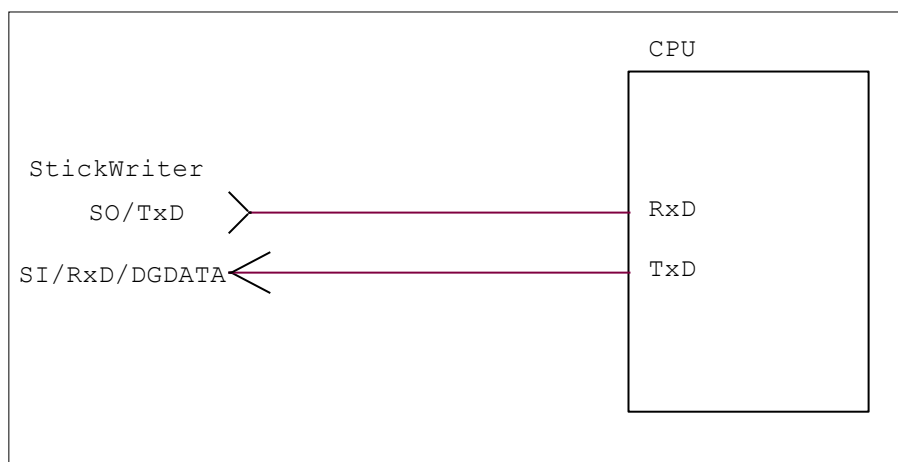 CPU
StickWriter
SO/TxD
RxD
SI/RxD/DGDATA
TxD